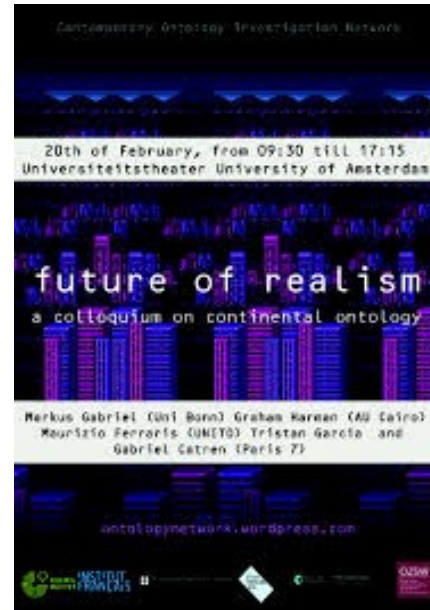 Contemporary Ontology Investigation Network
20th of February, from 09:30 till 17:15
Universiteitstheater University of Amsterdam
future of realism
a colloquium on continental ontology
Markus Gabriel (Uni Bonn) Graham Harman (AU Cairo)
Maurizio Ferraris (UNITO) Tristan Garcia and
Gabriel Catren (Paris 7)
ontologynetwork.wordpress.com
INSTITUT
FRANÇAIS
OZSW